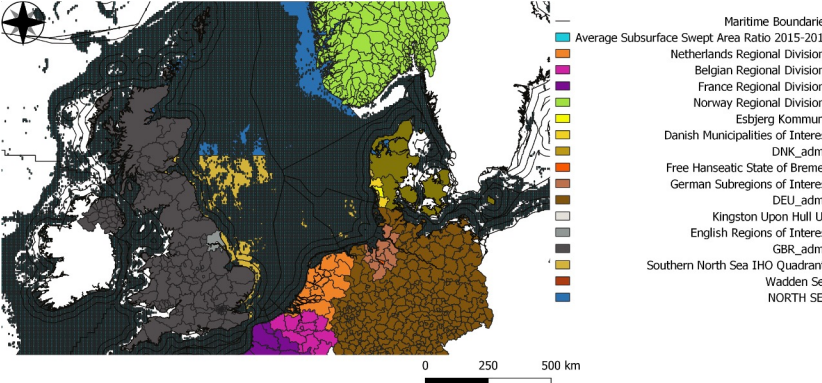 Maritime Boundarie
Average Subsurface Swept Area Ratio 2015-201
Netherlands Regional Division
Belgian Regional Division
France Regional Division
Norway Regional Division
Esbjerg Kommun
Danish Municipalities of Interes
DNK_adm
Free Hanseatic State of Breme
German Subregions of Interes
DEU_adm
Kingston Upon Hull U
English Regions of Interes
GBR_adm
Southern North Sea IHO Quadran
Wadden Se
NORTH SE
0 250 500 km